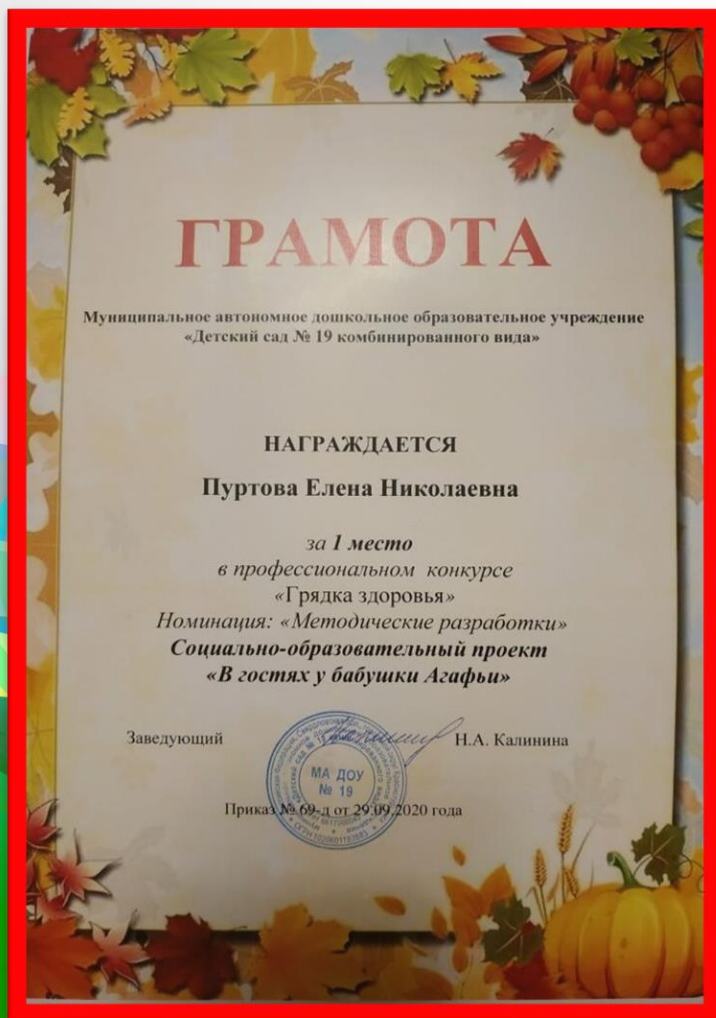 ГРАМОТА
Муниципальное автономное дошкольное образовательное учреждение
«Детский сад № 19 комбинированного вида»
НАГРАЖДАЕТСЯ
Пуртова Елена Николаевна
за 1 место
в профессиональном конкурсе
«Грядка здоровья»
Номинация: «Методические разработки»
Социально-образовательный проект
«В гостях у бабушки Агафьи»
Заведующий Н.А. Калинина
МА ДОУ
№ 19
Приказ № 69-д от 29.09.2020 года